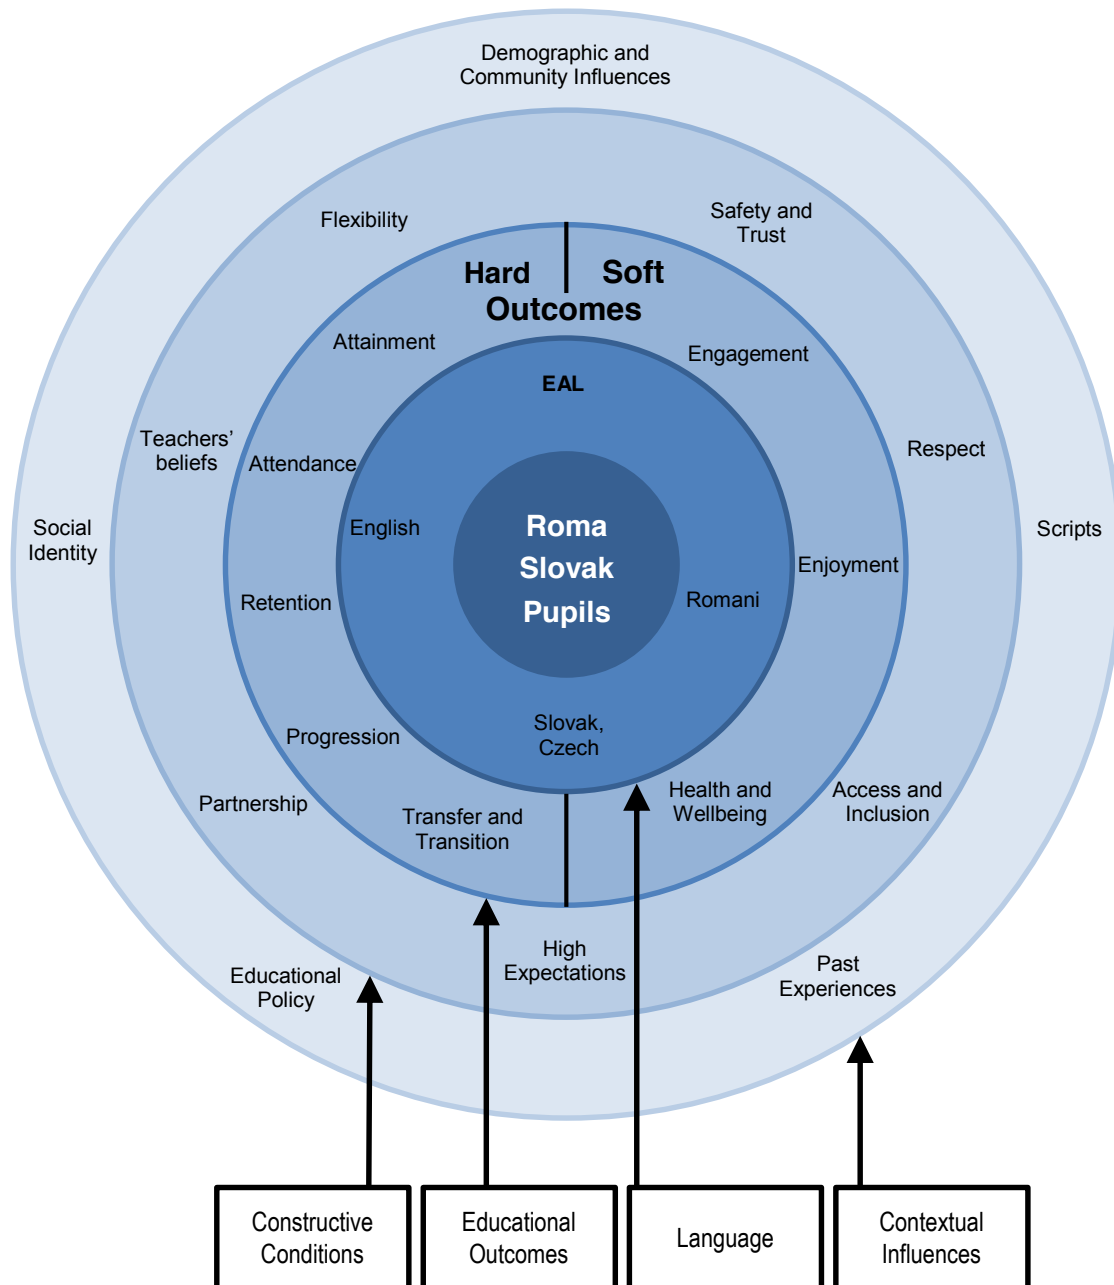 Demographic and
Community Influences
Flexibility
Safety and
Trust
Hard
Soft
Outcomes
Attainment
Engagement
EAL
Teachers’
beliefs
Attendance
Respect
Social
Identity
English
Roma
Slovak
Pupils
Scripts
Enjoyment
Retention
Romani
Progression
Slovak,
Czech
Partnership
Transfer and
Transition
Health and
Wellbeing
Access and
Inclusion
Educational
Policy
High
Expectations
Past
Experiences
Constructive
Conditions
Educational
Outcomes
Language
Contextual
Influences